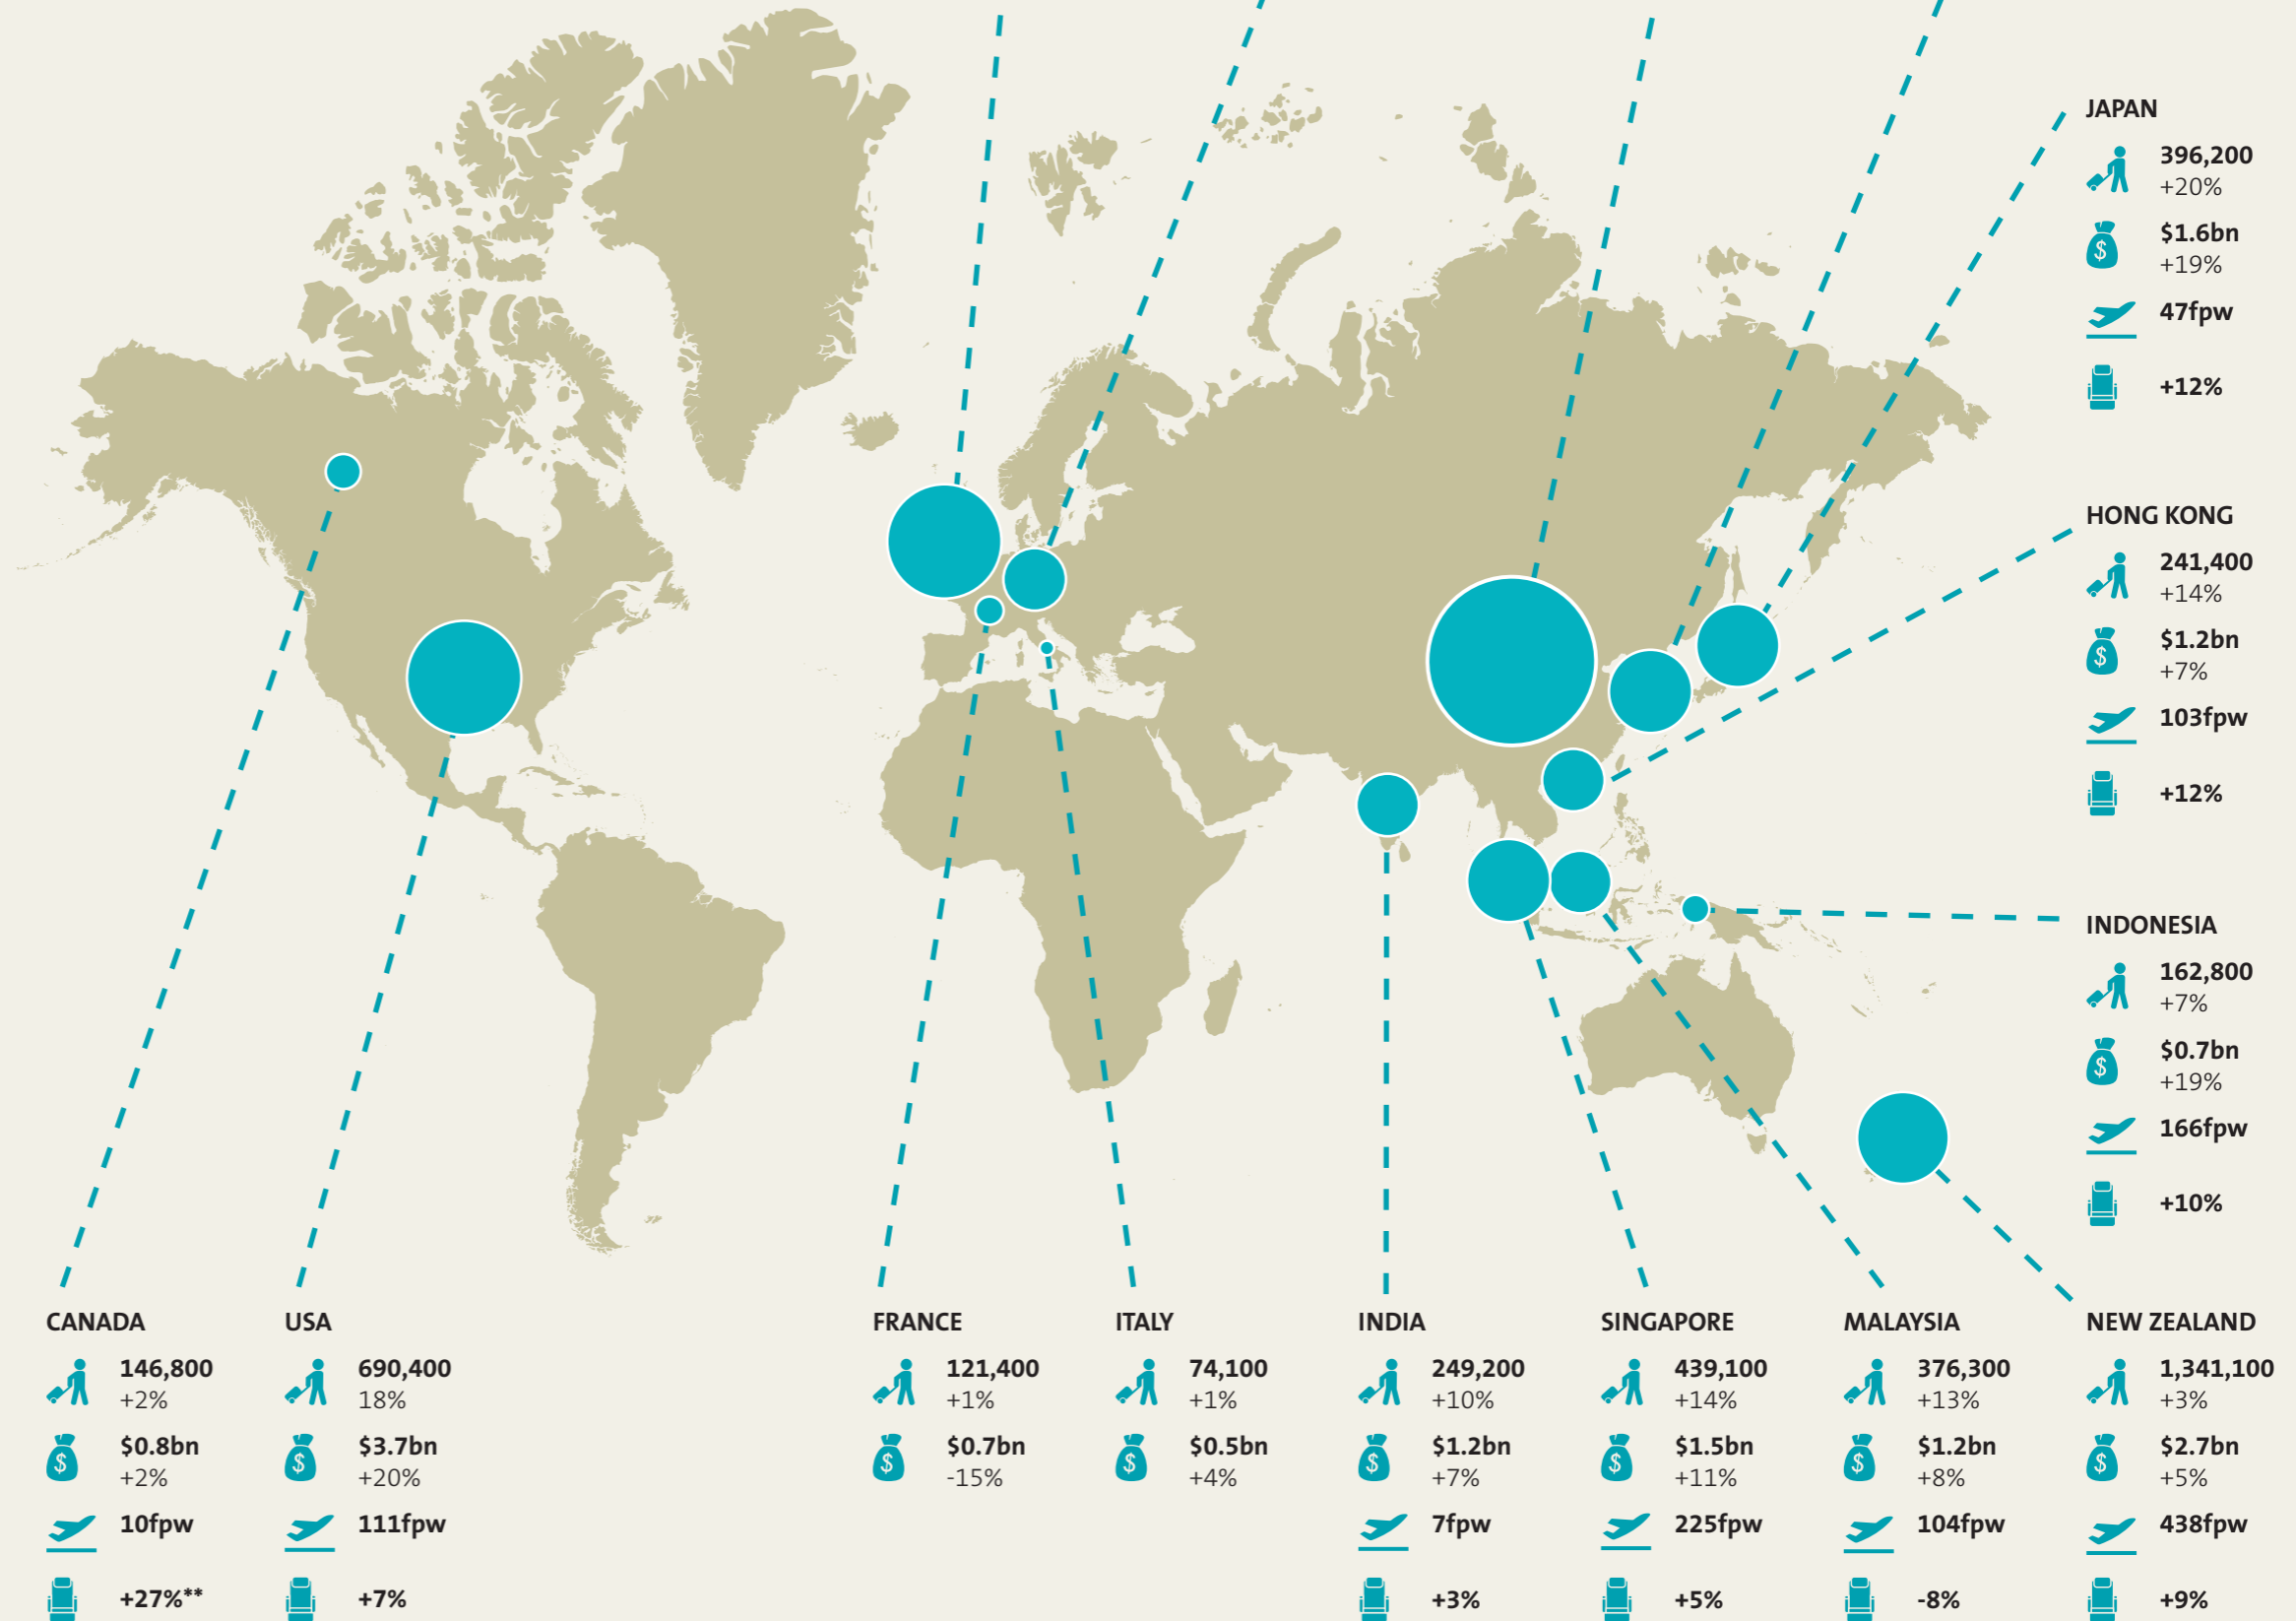 JAPAN
396,200
+20%
$1.6bn
+19%
47fpw
+12%
HONG KONG
241,400
+14%
$1.2bn
+7%
103fpw
+12%
INDONESIA
162,800
+7%
$0.7bn
+19%
166fpw
+10%
CANADA
146,800
+2%
$0.8bn
+2%
10fpw
+27%**
USA
690,400
18%
$3.7bn
+20%
111fpw
+7%
FRANCE
121,400
+1%
$0.7bn
-15%
ITALY
74,100
+1%
$0.5bn
+4%
INDIA
249,200
+10%
$1.2bn
+7%
7fpw
+3%
SINGAPORE
439,100
+14%
$1.5bn
+11%
225fpw
+5%
MALAYSIA
376,300
+13%
$1.2bn
+8%
104fpw
-8%
NEW ZEALAND
1,341,100
+3%
$2.7bn
+5%
438fpw
+9%